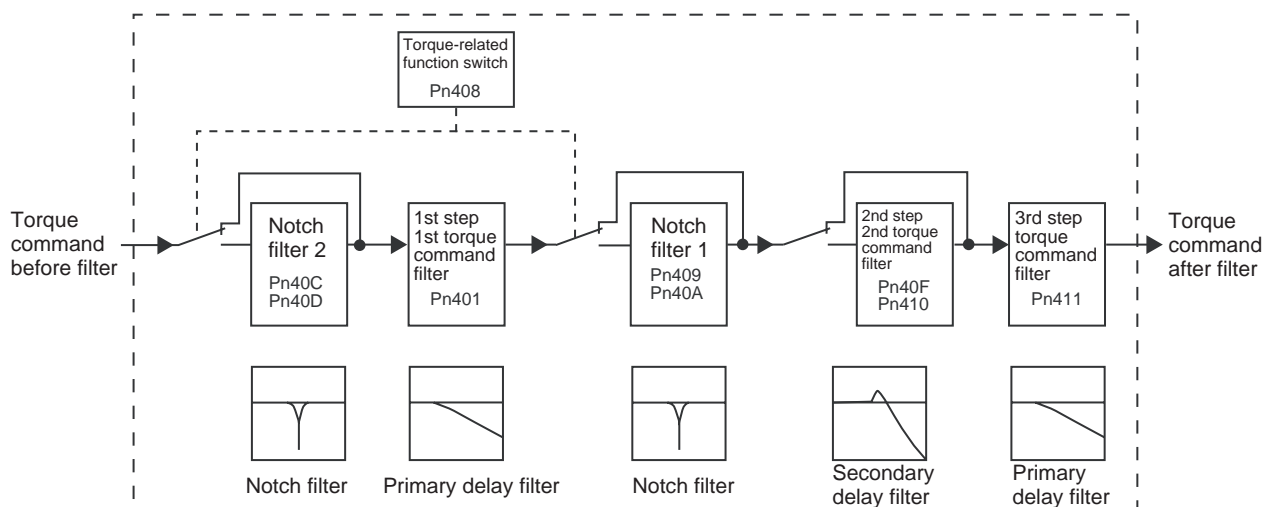 Torque-related
function switch
Pn408
Torque
command
before filter
Notch
filter 2
Pn40C
Pn40D
1st step
1st torque
command
filter
Pn401
Notch
filter 1
Pn409
Pn40A
2nd step
2nd torque
command
filter
Pn40F
Pn410
3rd step
torque
command
filter
Pn411
Torque
command
after filter
Notch filter
Primary delay filter
Notch filter
Secondary
delay filter
Primary
delay filter